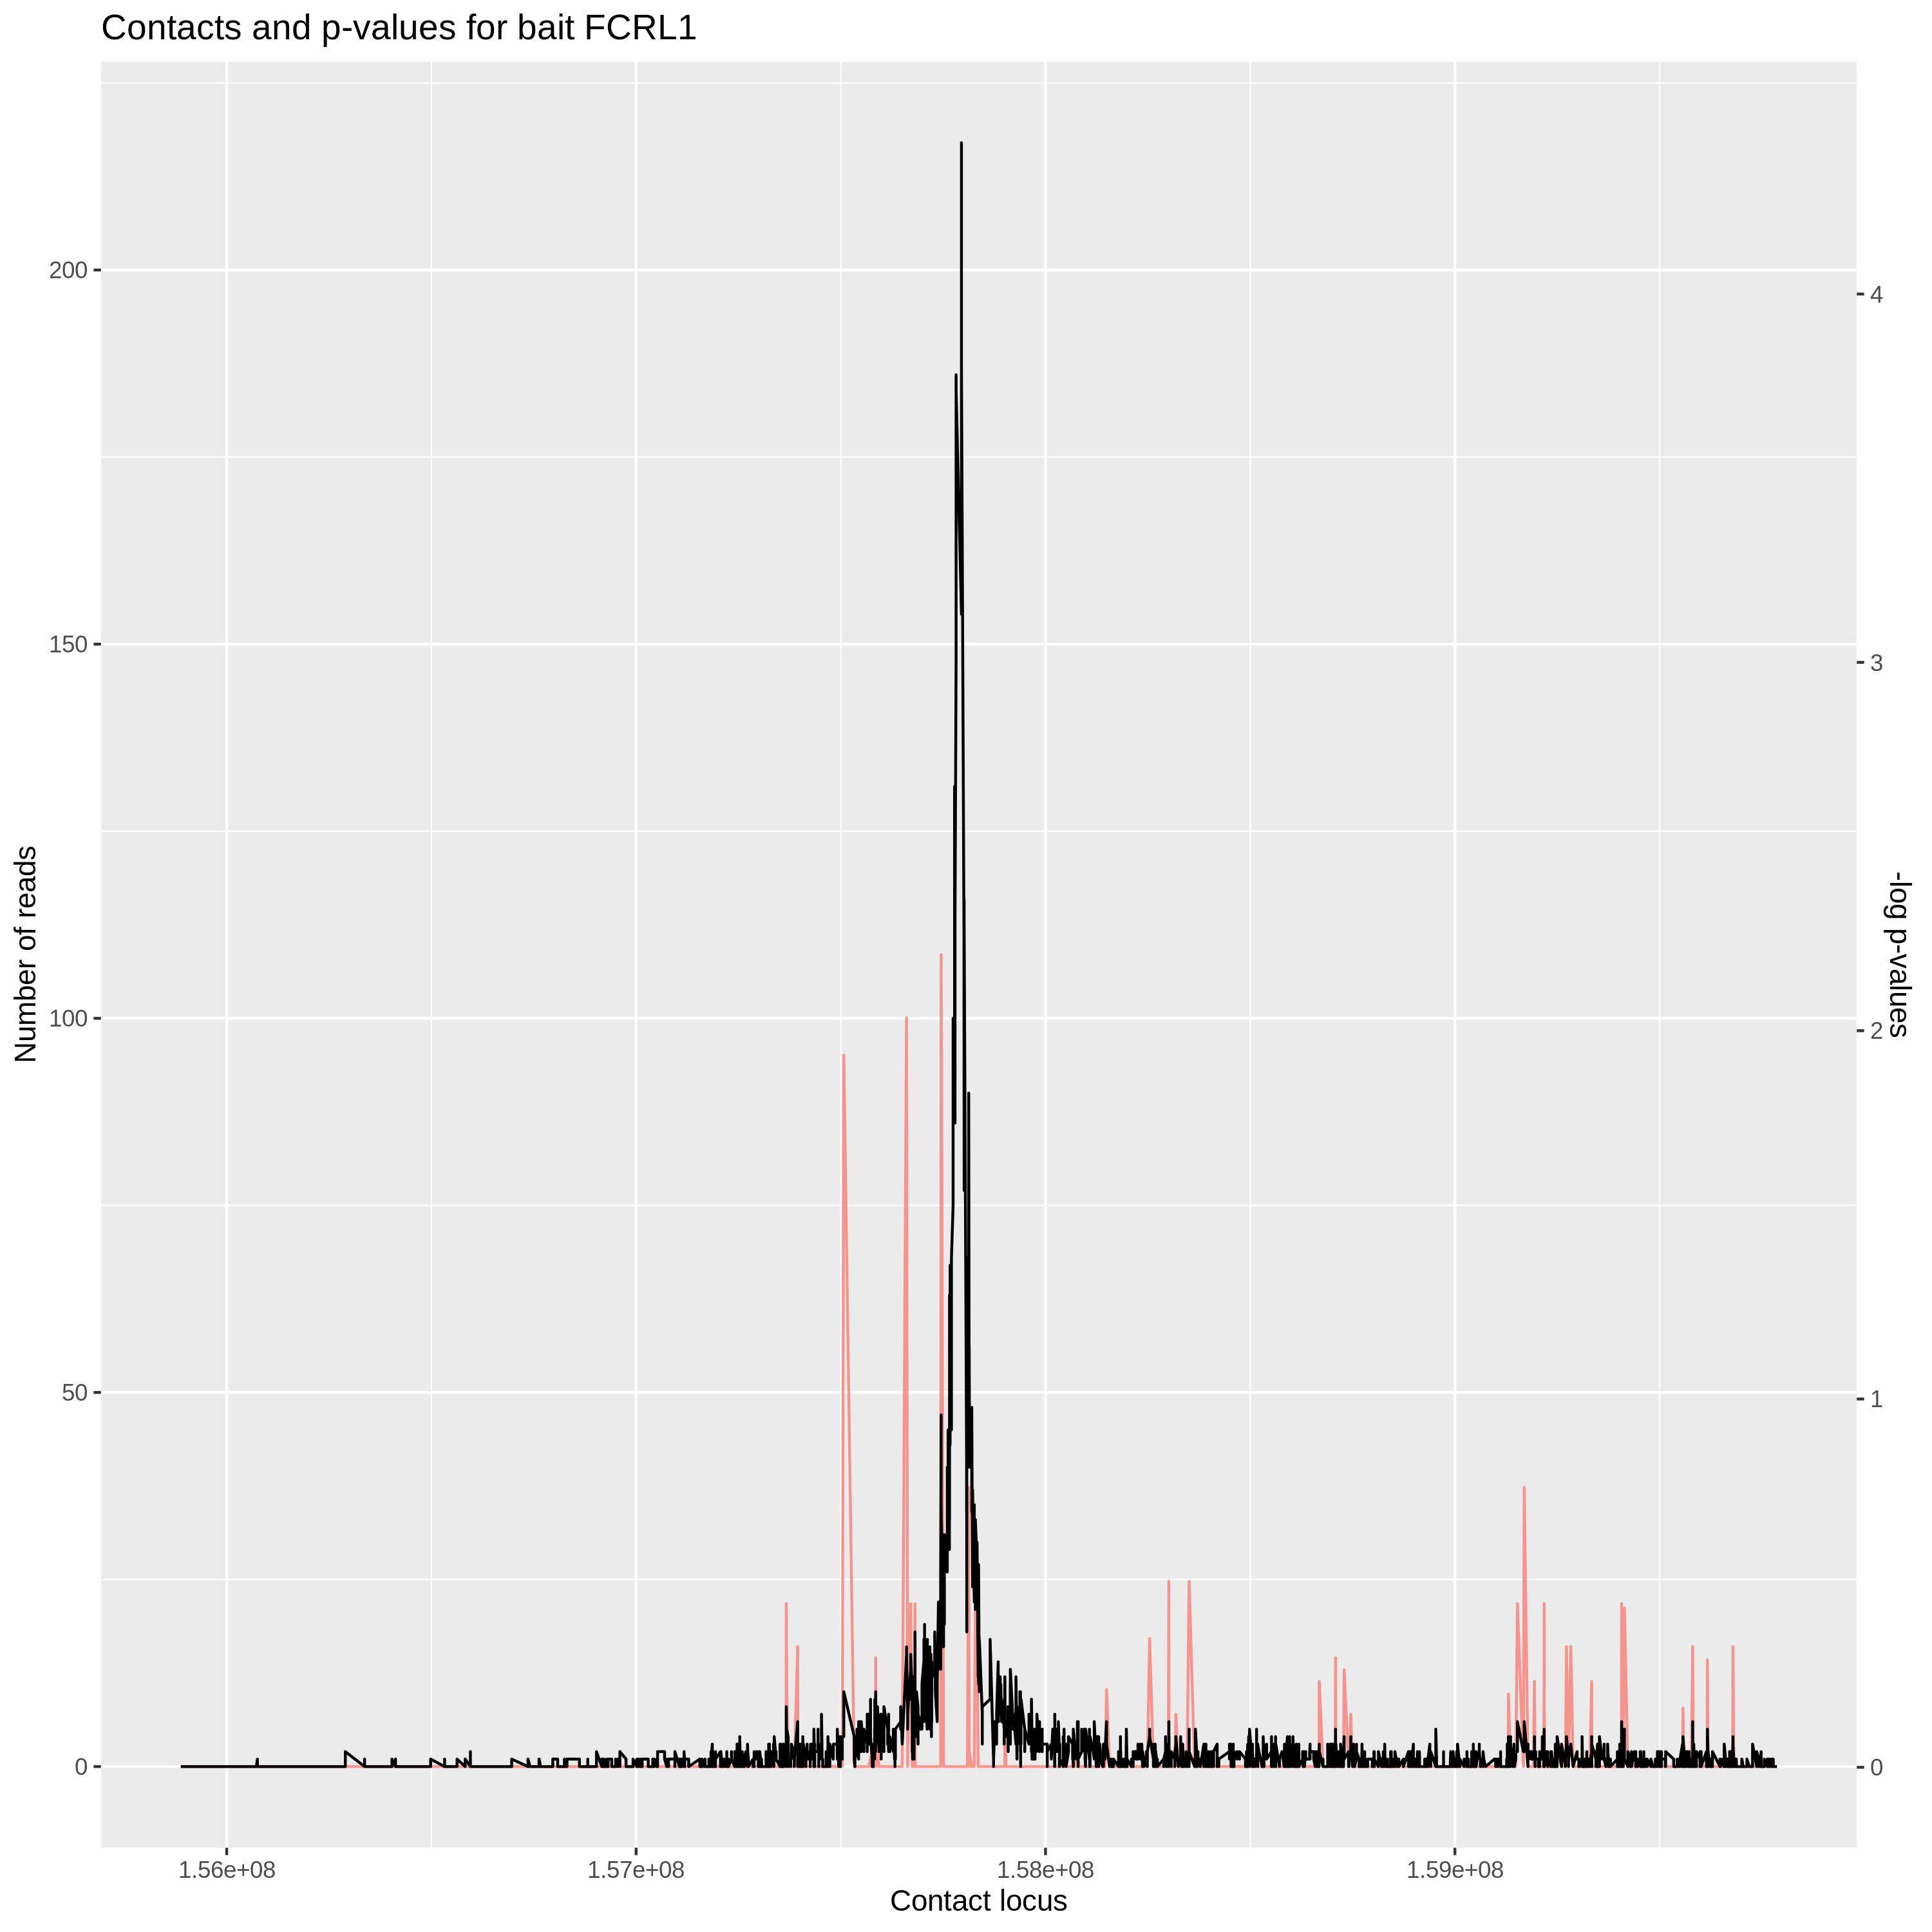 Contacts and p-values for bait FCRL1
Number of reads
200
150
100
50
0
4
3
2
1
0
-log p-values
1.56e+08
1.57e+08
1.58e+08
1.59e+08
Contact locus